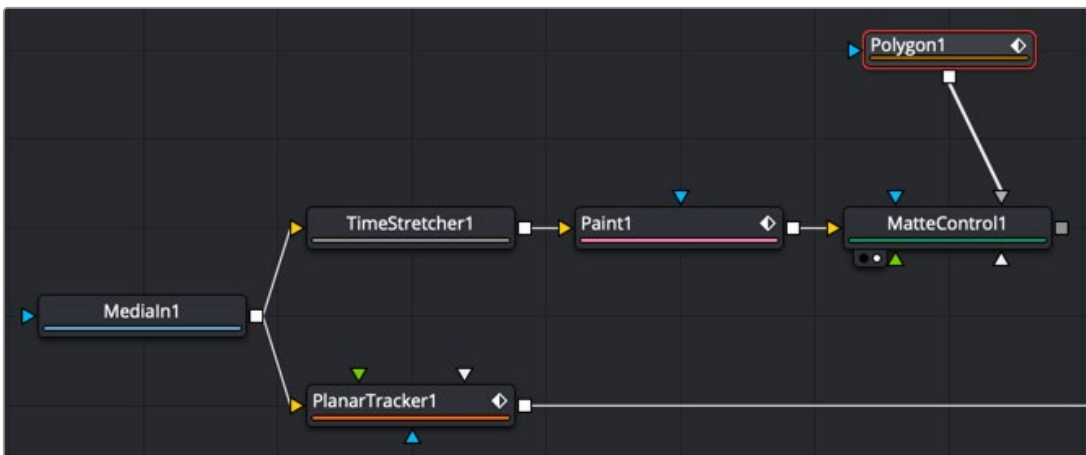 Polygon1
TimeStretcher1
Paint1
MatteControl1
MediaIn1
PlanarTracker1